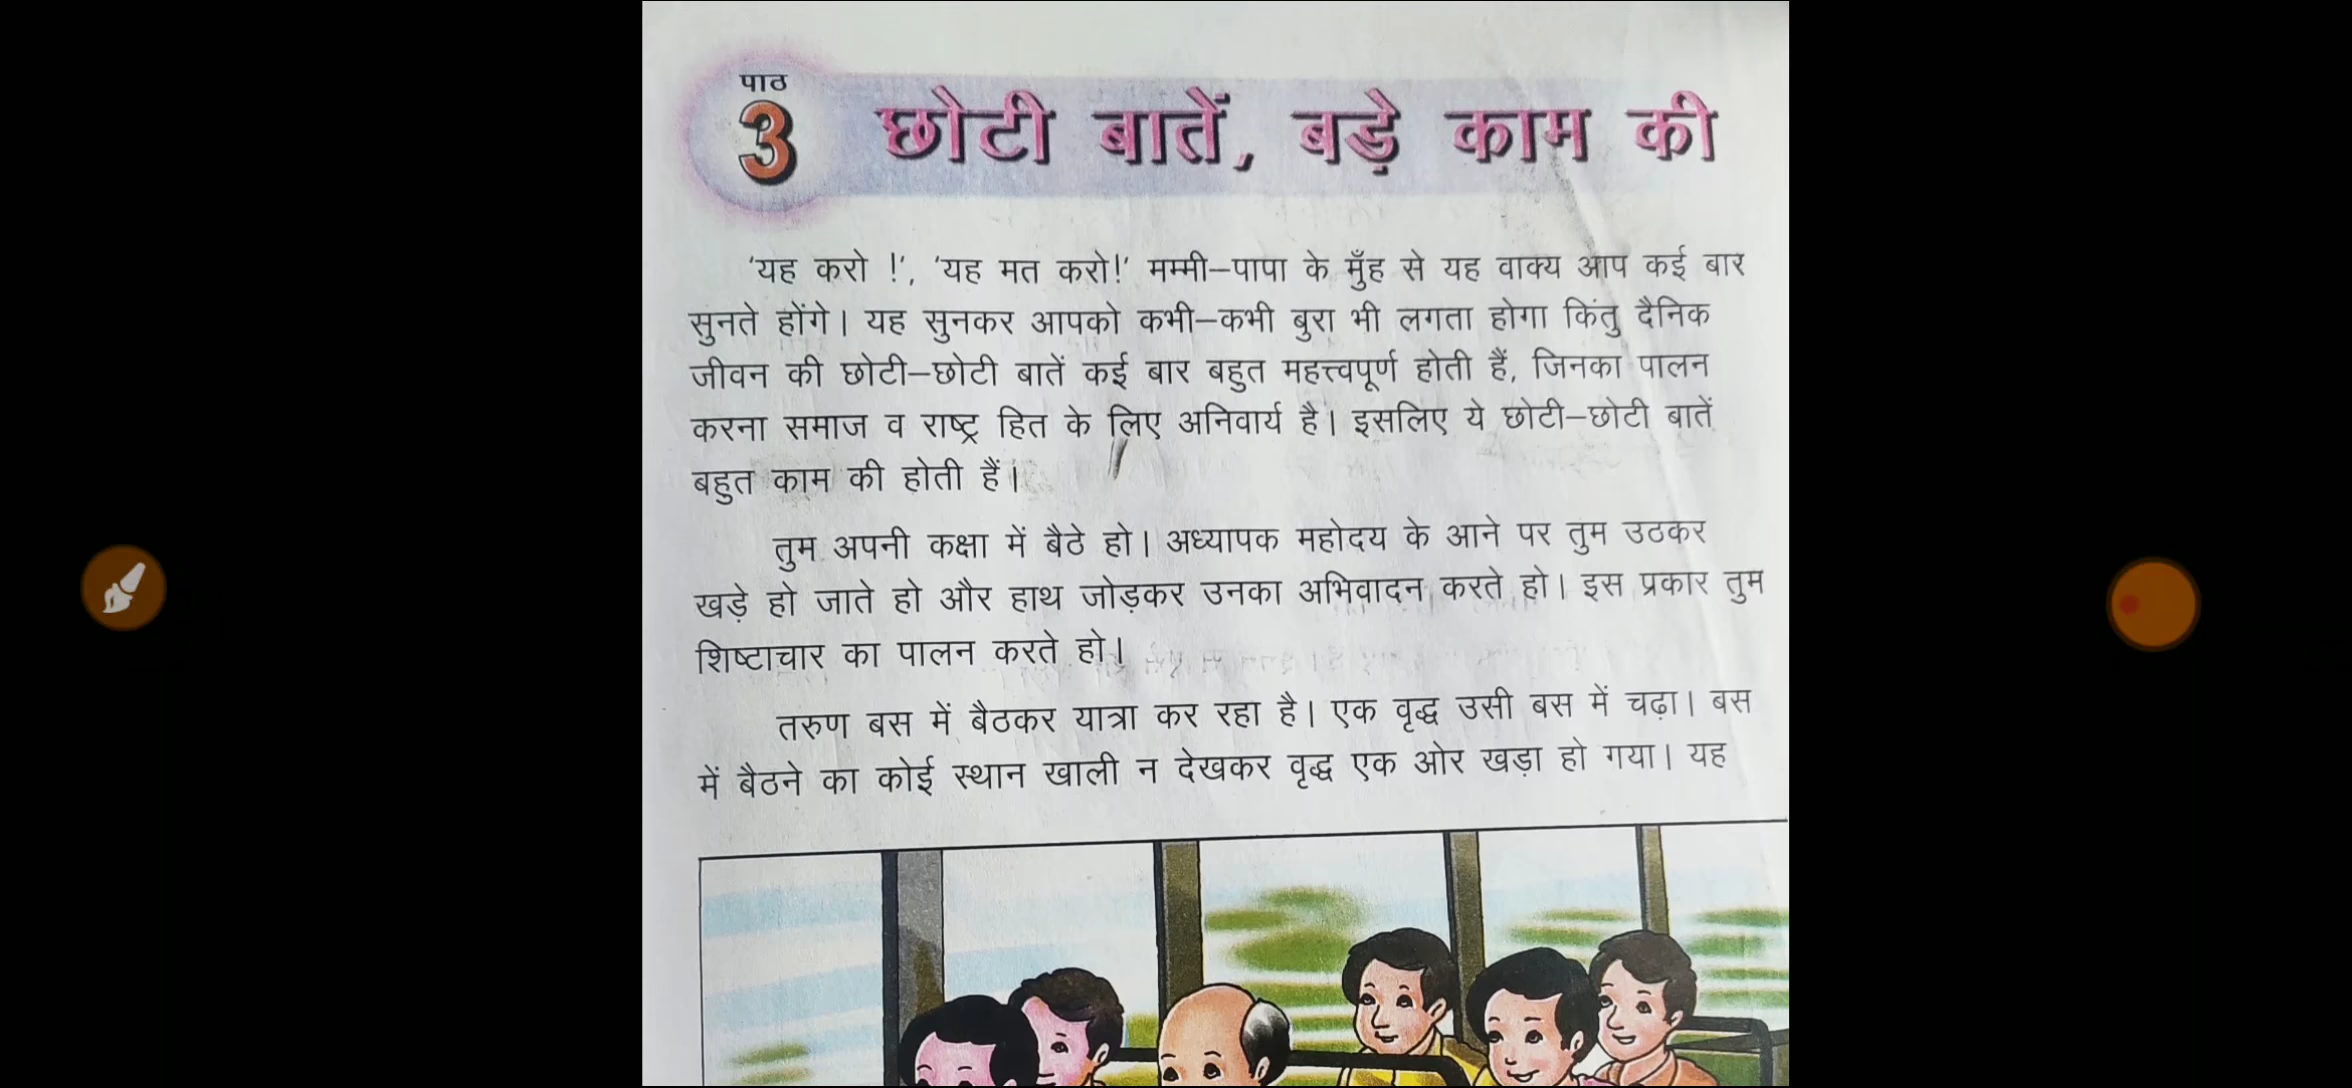 पाठ
3 छोटी बातें, बड़े काम की
'यह करो !', 'यह मत करो!' मम्मी–पापा के मुँह से यह वाक्य आप कई बार
सुनते होंगे। यह सुनकर आपको कभी–कभी बुरा भी लगता होगा किंतु दैनिक
जीवन की छोटी–छोटी बातें कई बार बहुत महत्त्वपूर्ण होती हैं, जिनका पालन
करना समाज व राष्ट्र हित के लिए अनिवार्य है। इसलिए ये छोटी–छोटी बातें
बहुत काम की होती हैं।
तुम अपनी कक्षा में बैठे हो। अध्यापक महोदय के आने पर तुम उठकर
खड़े हो जाते हो और हाथ जोड़कर उनका अभिवादन करते हो। इस प्रकार तुम
शिष्टाचार का पालन करते हो।
तरुण बस में बैठकर यात्रा कर रहा है। एक वृद्ध उसी बस में चढ़ा। बस
में बैठने का कोई स्थान खाली न देखकर वृद्ध एक ओर खड़ा हो गया। यह